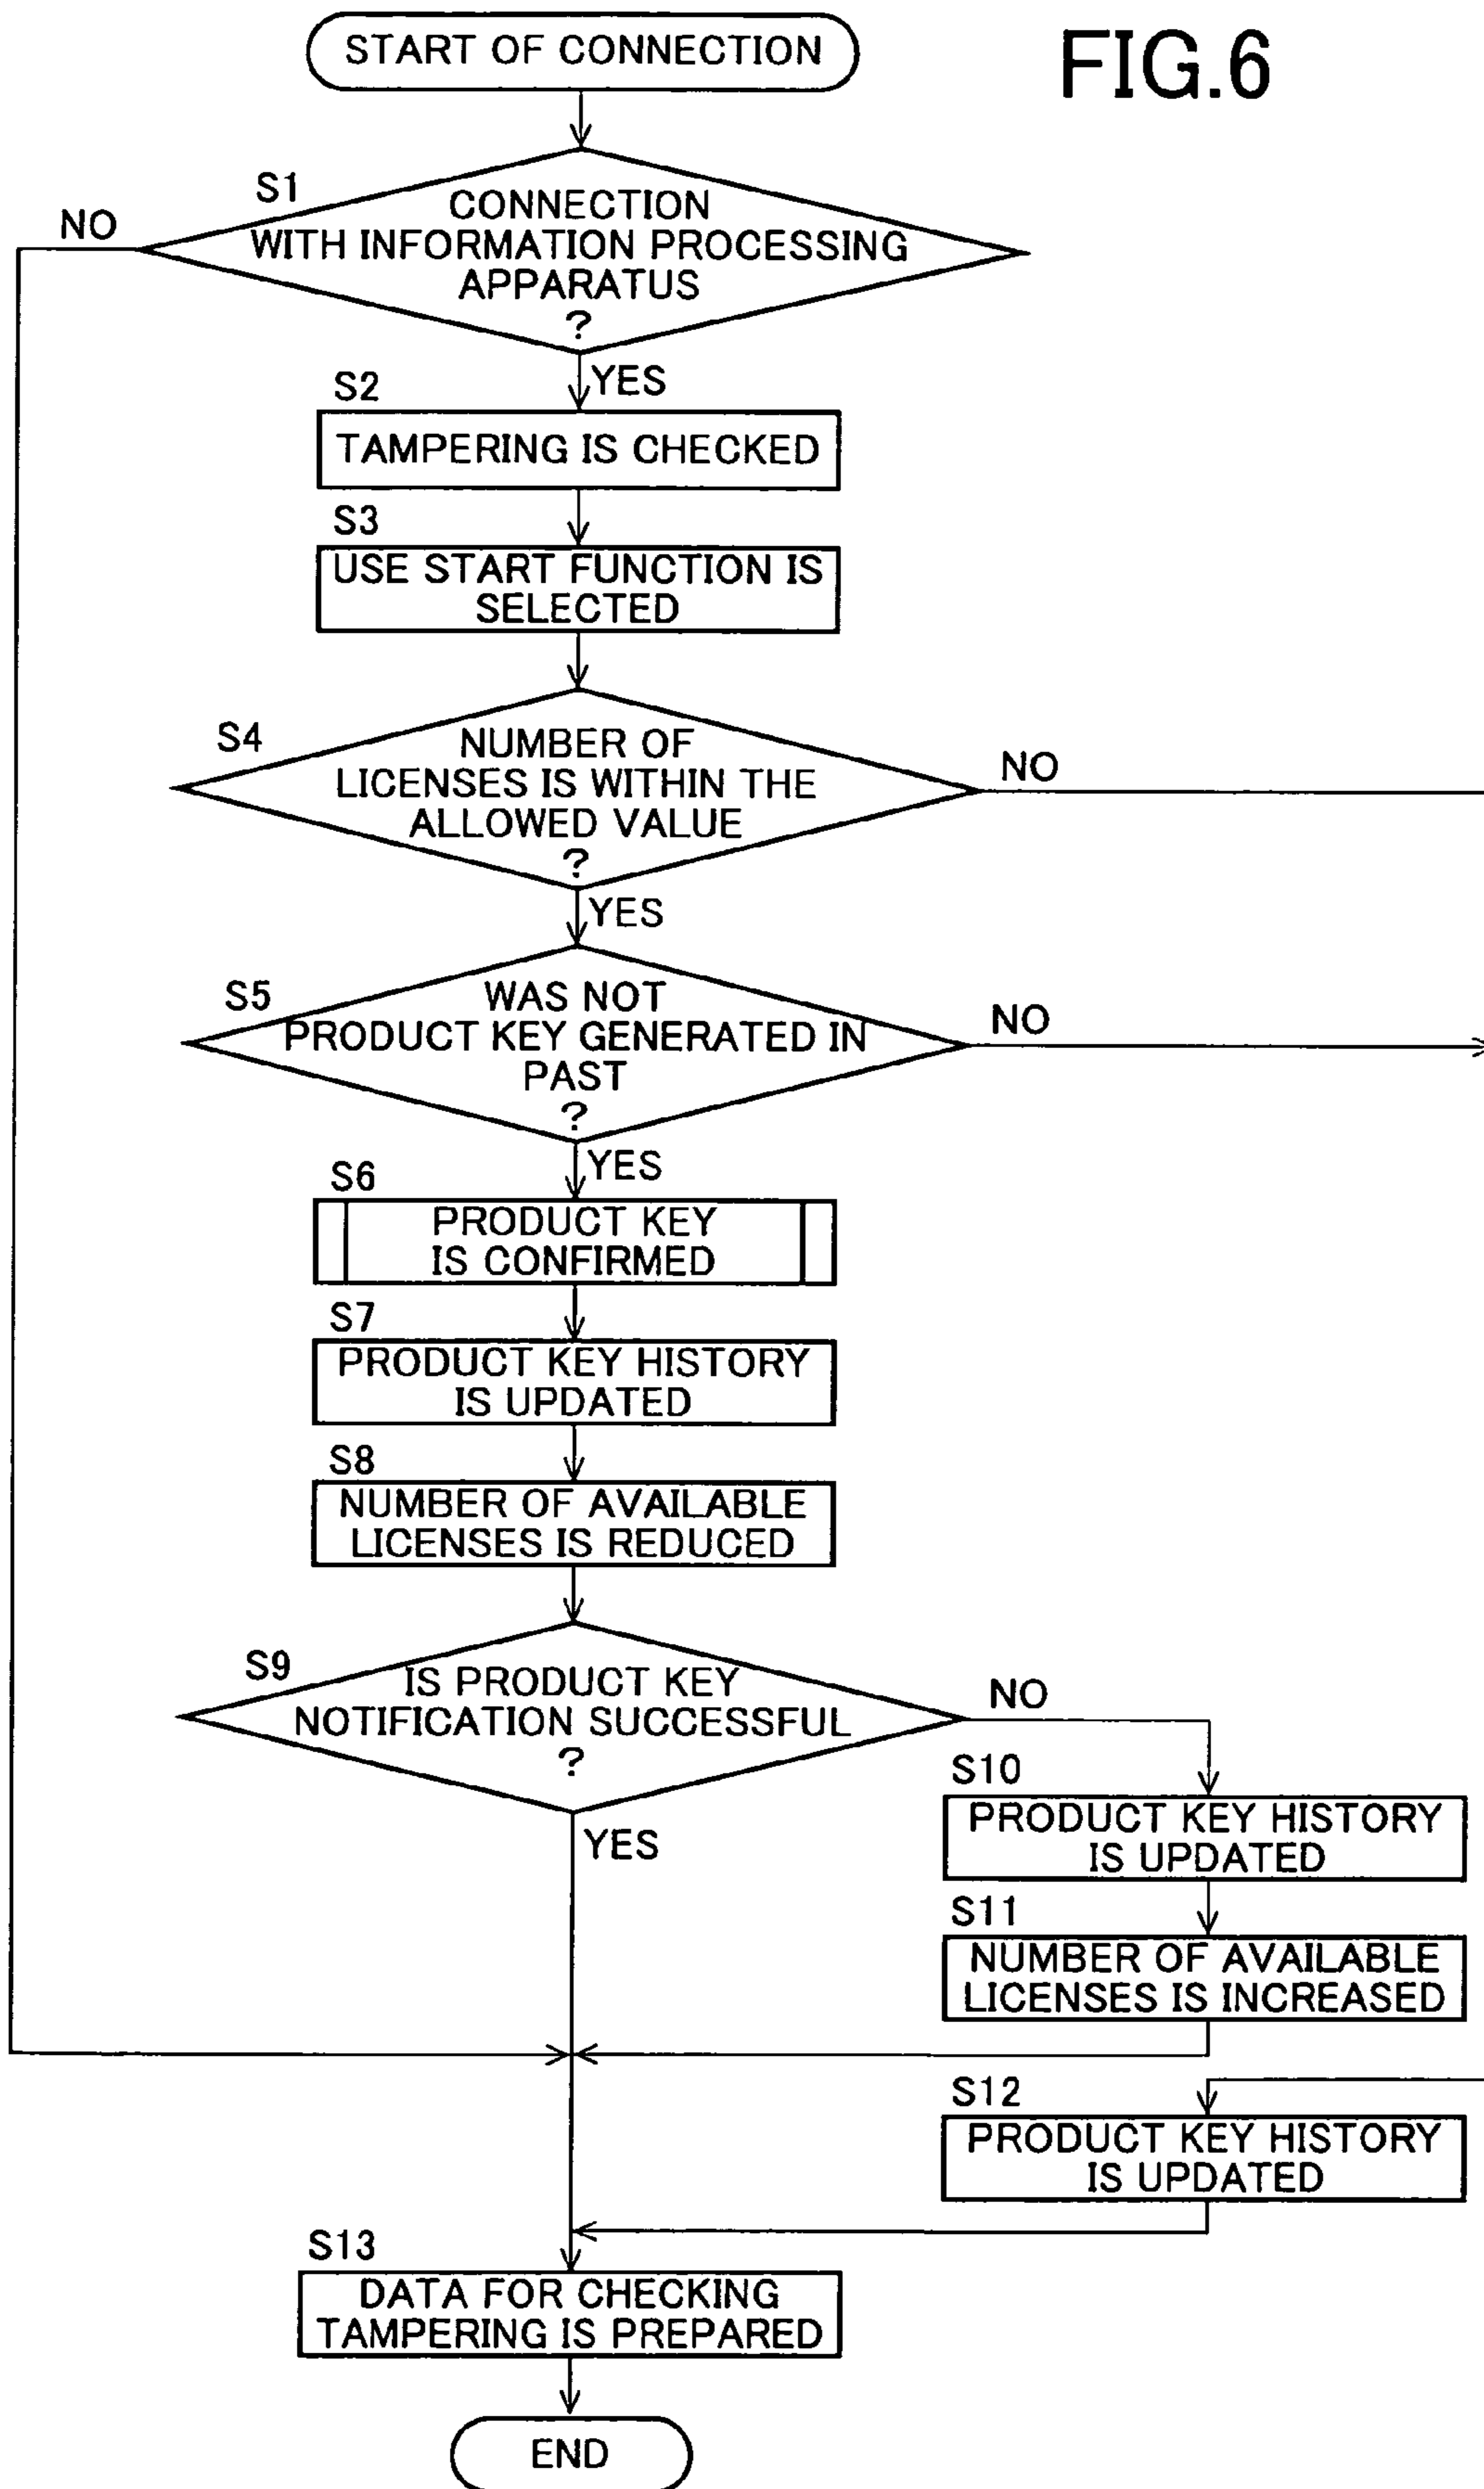 START OF CONNECTION
FIG.6
S1
CONNECTION
WITH INFORMATION PROCESSING
APPARATUS
?
NO
YES
S2
TAMPERING IS CHECKED
S3
USE START FUNCTION IS
SELECTED
S4
NUMBER OF
LICENSES IS WITHIN THE
ALLOWED VALUE
?
NO
YES
S5
WAS NOT
PRODUCT KEY GENERATED IN
PAST
?
NO
YES
S6
PRODUCT KEY
IS CONFIRMED
S7
PRODUCT KEY HISTORY
IS UPDATED
S8
NUMBER OF AVAILABLE
LICENSES IS REDUCED
S9
IS PRODUCT KEY
NOTIFICATION SUCCESSFUL
?
NO
YES
S10
PRODUCT KEY HISTORY
IS UPDATED
S11
NUMBER OF AVAILABLE
LICENSES IS INCREASED
S12
PRODUCT KEY HISTORY
IS UPDATED
S13
DATA FOR CHECKING
TAMPERING IS PREPARED
END